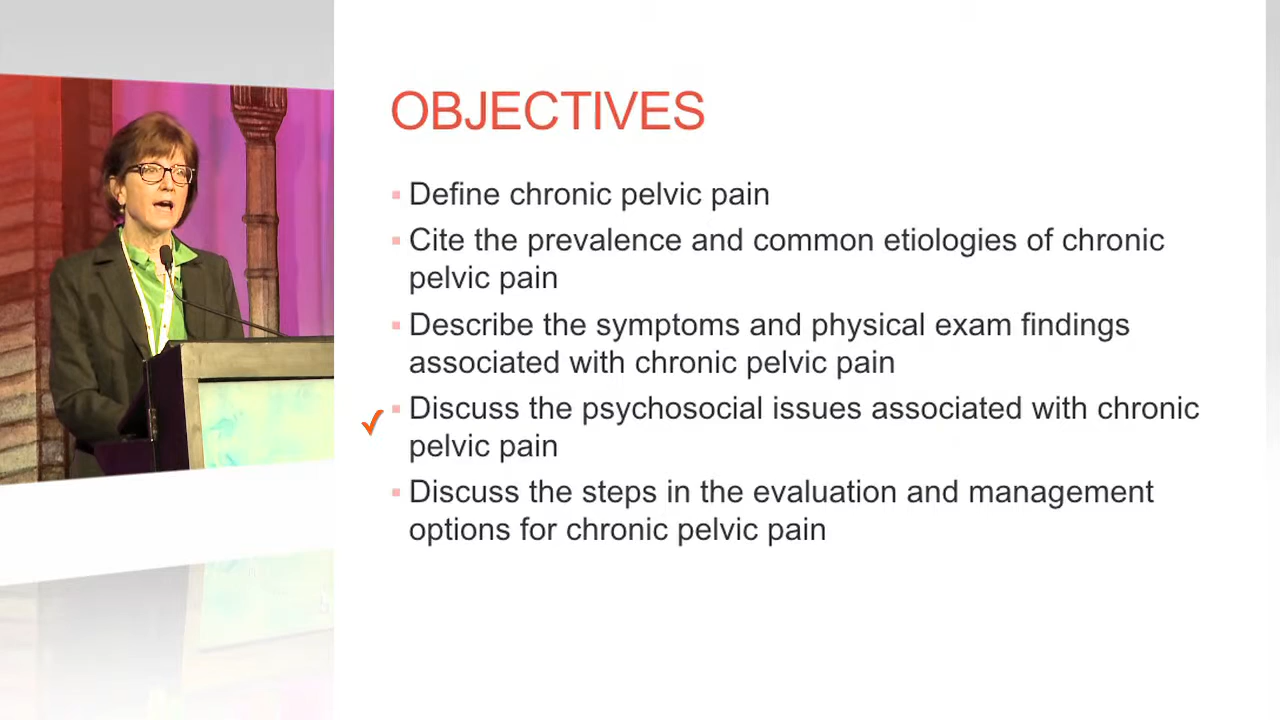 OBJECTIVES
▪ Define chronic pelvic pain
▪ Cite the prevalence and common etiologies of chronic
pelvic pain
▪ Describe the symptoms and physical exam findings
associated with chronic pelvic pain
✓ ▪ Discuss the psychosocial issues associated with chronic
pelvic pain
▪ Discuss the steps in the evaluation and management
options for chronic pelvic pain